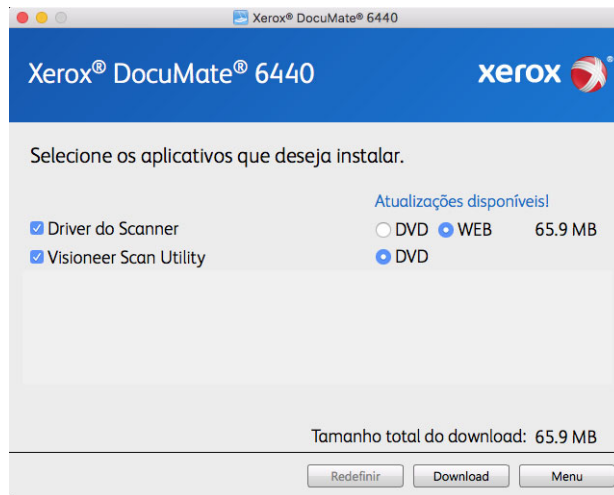 Xerox® DocuMate® 6440
Xerox® DocuMate® 6440 xerox ®
Selecione os aplicativos que deseja instalar.
Atualizações disponíveis!
Driver do Scanner DVD WEB 65.9 MB
Visioneer Scan Utility DVD
Tamanho total do download: 65.9 MB
Redefinir Download Menu